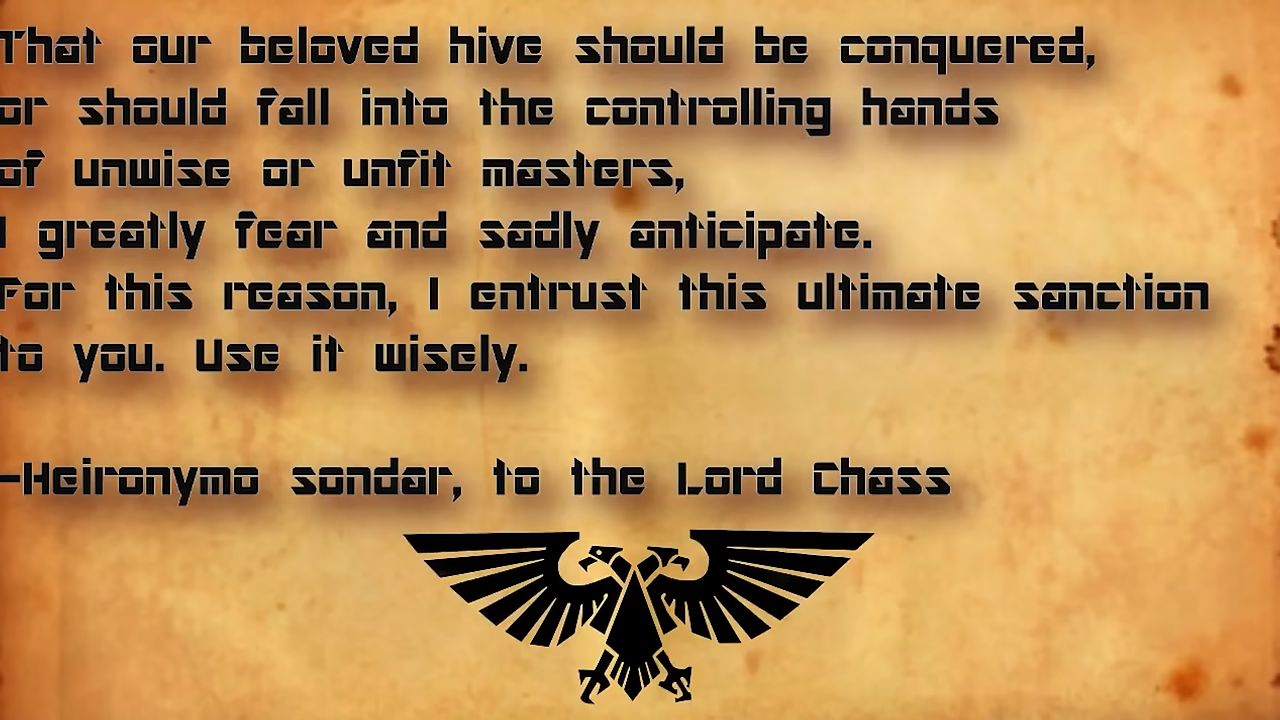 That our beloved hive should be conquered,
or should fall into the controlling hands
of unwise or unfit masters,
I greatly fear and sadly anticipate.
For this reason, I entrust this ultimate sanction
to you. Use it wisely.
-Heironymo sondar, to the Lord Chass